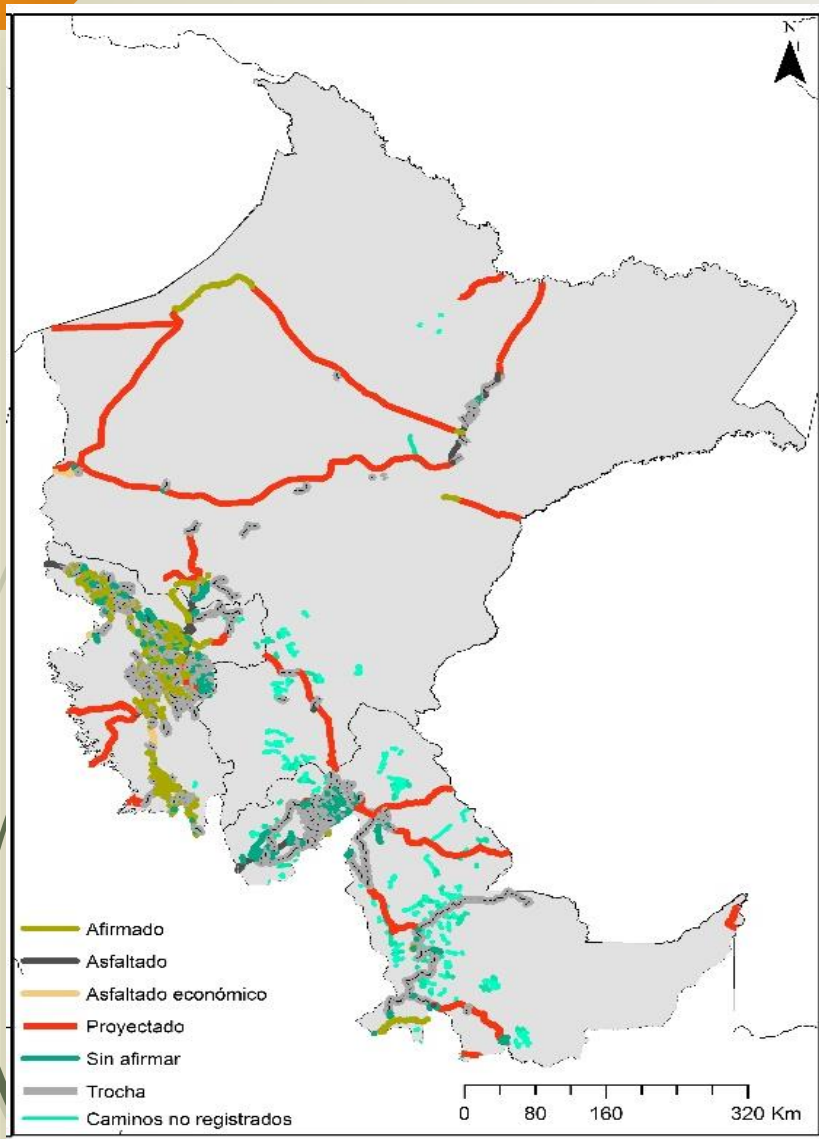 N
Afirmado
Asfaltado
Asfaltado económico
Proyectado
Sin afirmar
Trocha
Caminos no registrados
0 80 160 320 Km